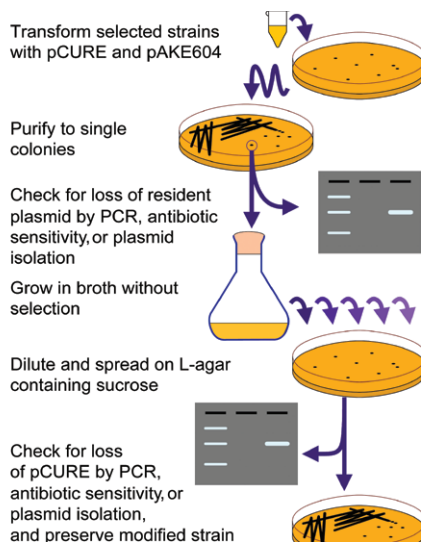 Transform selected strains
with pCURE and pAKE604
Purify to single
colonies
Check for loss of resident
plasmid by PCR, antibiotic
sensitivity, or plasmid
isolation
Grow in broth without
selection
Dilute and spread on L-agar
containing sucrose
Check for loss
of pCURE by PCR,
antibiotic sensitivity, or
plasmid isolation,
and preserve modified strain